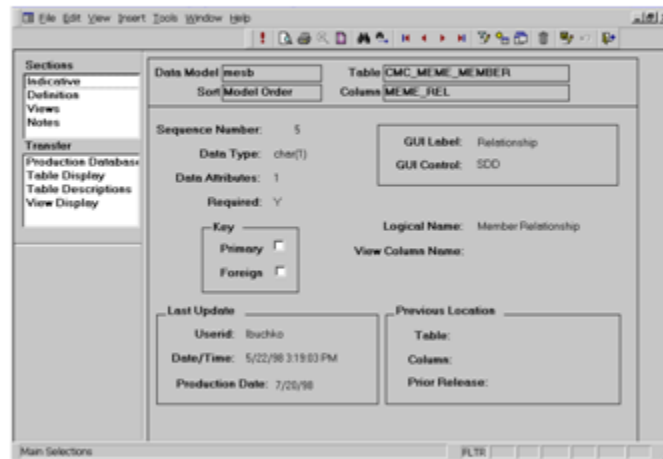 File Edit View Insert Tools Window Help
Sections
Indicative
Definition
Views
Notes
Transfer
Production Database
Table Display
Table Descriptions
View Display
Data Model mesb Table CMC_MEME_MEMBER
Sort Model Order Column MEME_REL
Sequence Number: 5
Data Type: char(1)
Data Attributes: 1
Required: Y
GUI Label: Relationship
GUI Control: SDD
Key
Primary
Foreign
Logical Name: Member Relationship
View Column Name:
Last Update
Userid: lbuchko
Date/Time: 5/22/98 3:19:03 PM
Production Date: 7/20/98
Previous Location
Table:
Column:
Prior Release:
Main Selections FLTR